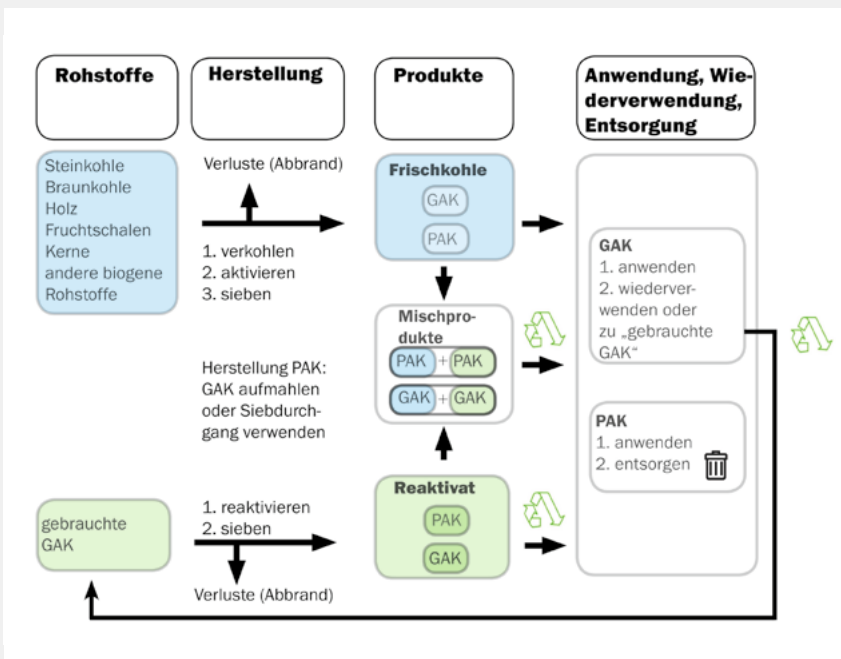 Rohstoffe
Herstellung
Produkte
Anwendung, Wie-
derverwendung,
Entsorgung
Steinkohle
Braunkohle
Holz
Fruchtschalen
Kerne
andere biogene
Rohstoffe
Verluste (Abbrand)
1. verkohlen
2. aktivieren
3. sieben
Frischkohle
GAK
PAK
Mischpro-
dukte
PAK + PAK
GAK + GAK
Herstellung PAK:
GAK aufmahlen
oder Siebdurch-
gang verwenden
GAK
1. anwenden
2. wiederver-
wenden oder
zu „gebrauchte
GAK“
PAK
1. anwenden
2. entsorgen
gebrauchte
GAK
1. reaktivieren
2. sieben
Verluste (Abbrand)
Reaktivat
PAK
GAK